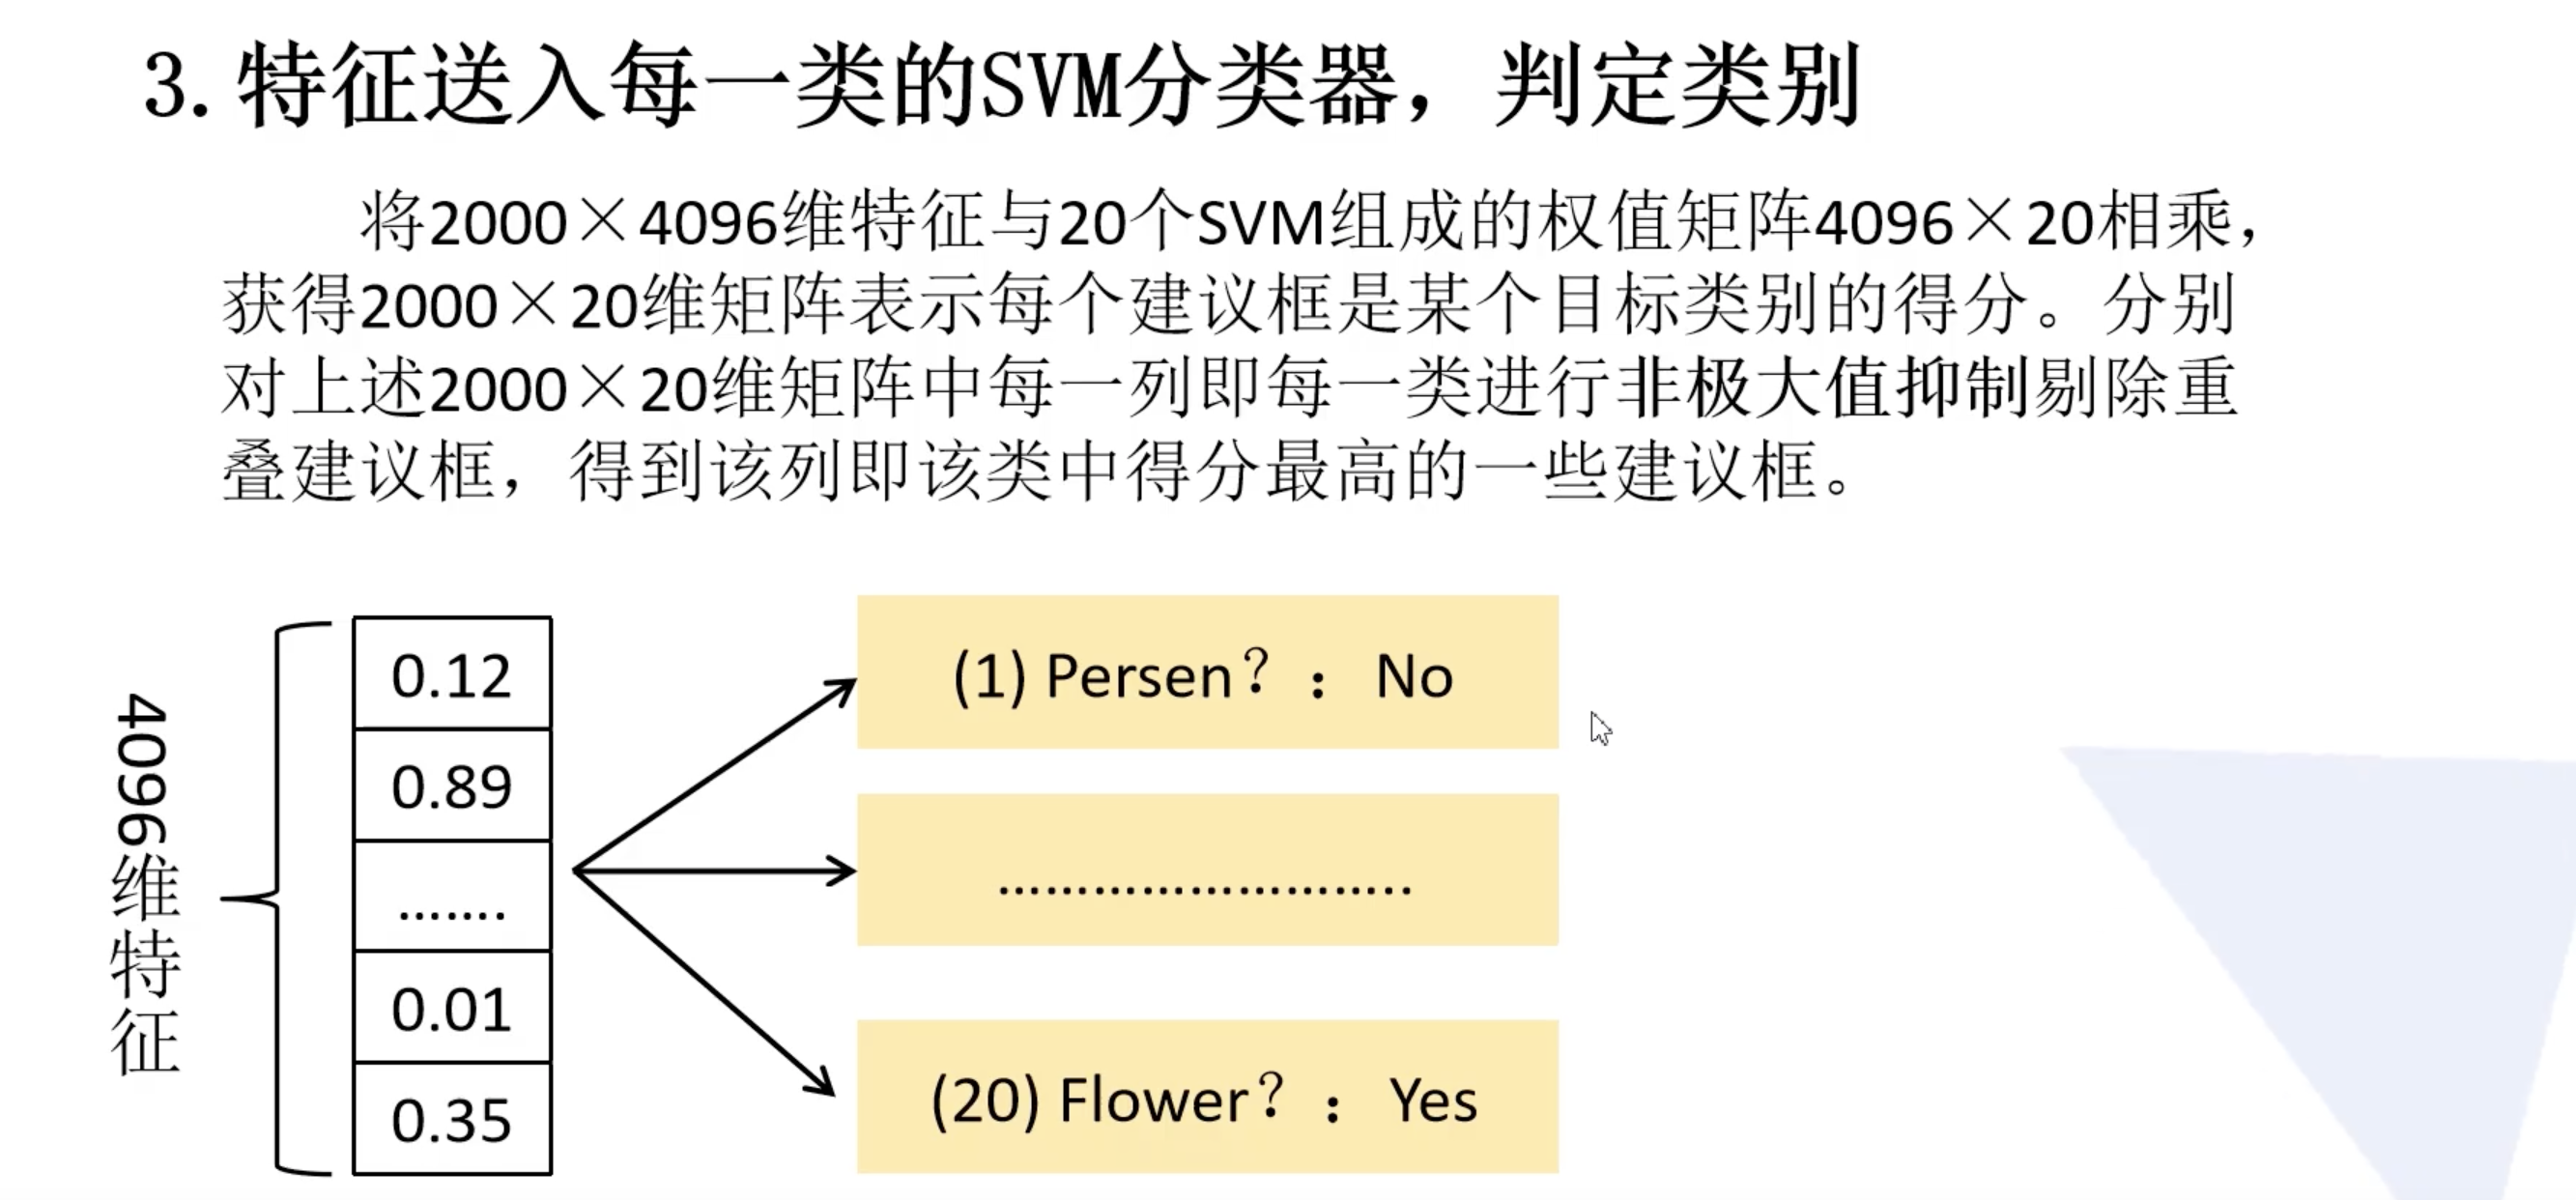 3. 特征送入每一类的SVM分类器，判定类别
将2000×4096维特征与20个SVM组成的权值矩阵4096×20相乘，
获得2000×20维矩阵表示每个建议框是某个目标类别的得分。分别
对上述2000×20维矩阵中每一列即每一类进行非极大值抑制剔除重
叠建议框，得到该列即该类中得分最高的一些建议框。
4096维特征
0.12
0.89
.......
0.01
0.35
(1) Persen？： No
..........................
(20) Flower？： Yes